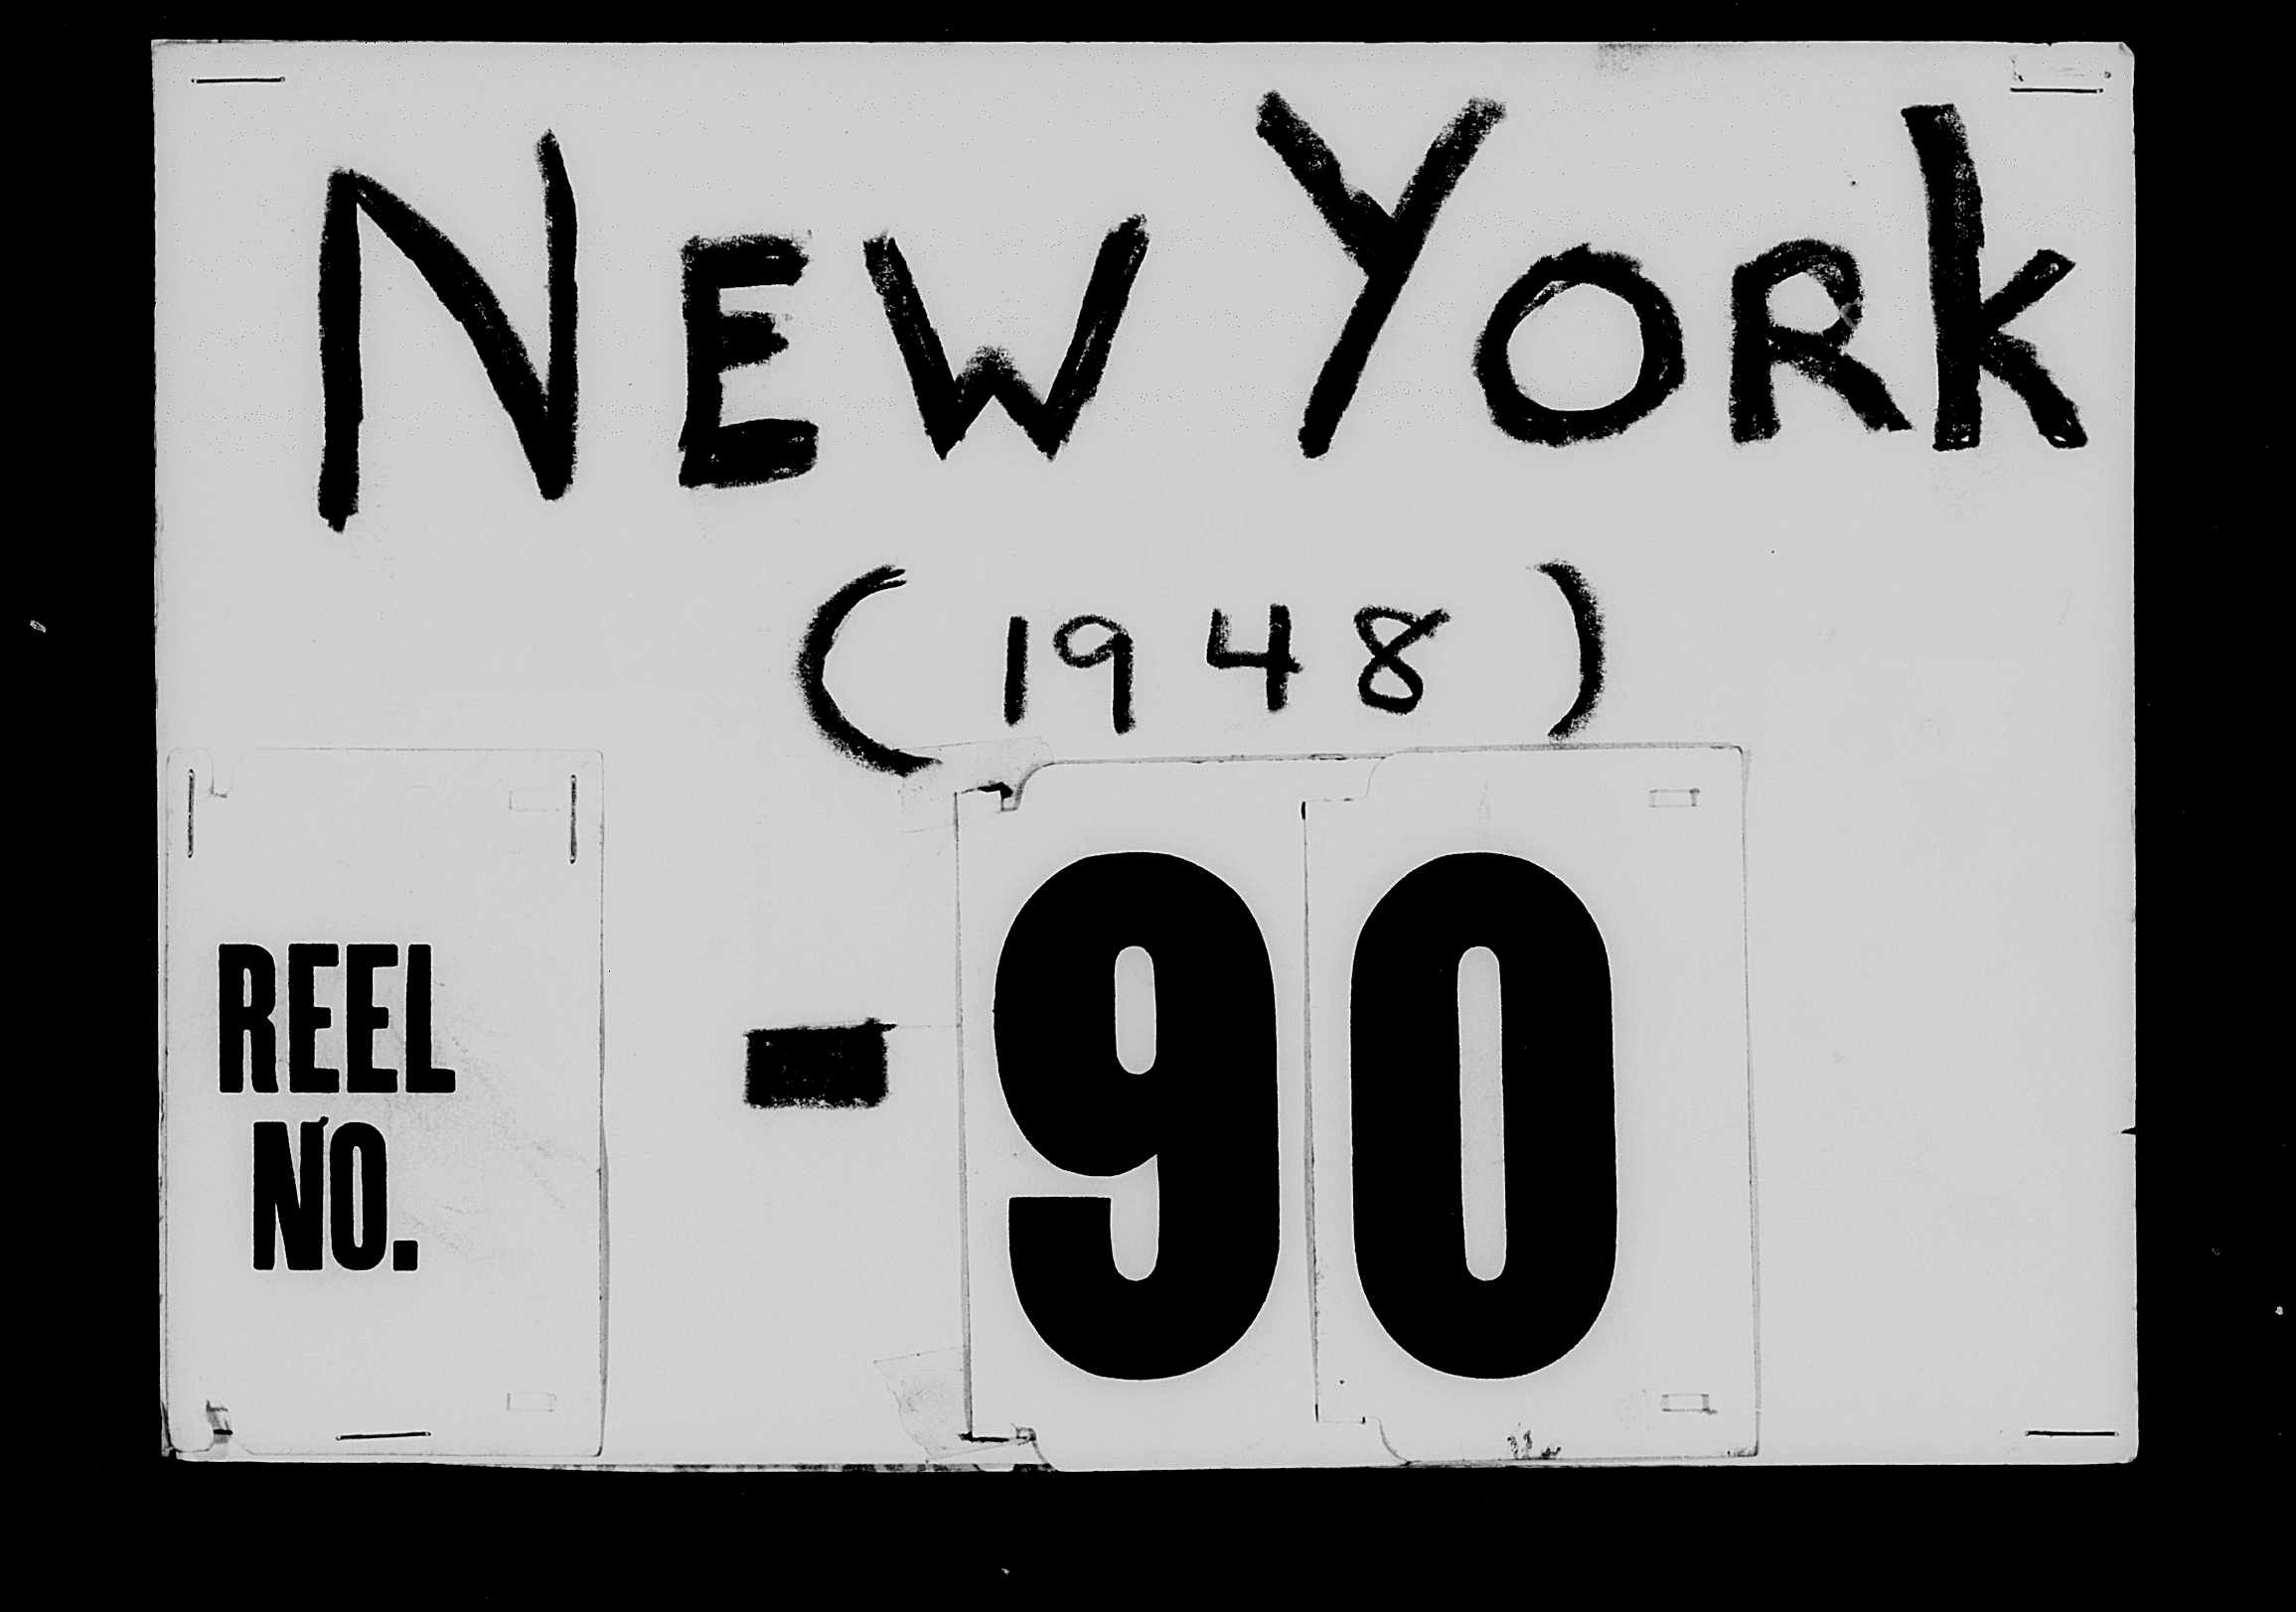 NEW YORk
(1948)
REEL
NO.
- 90